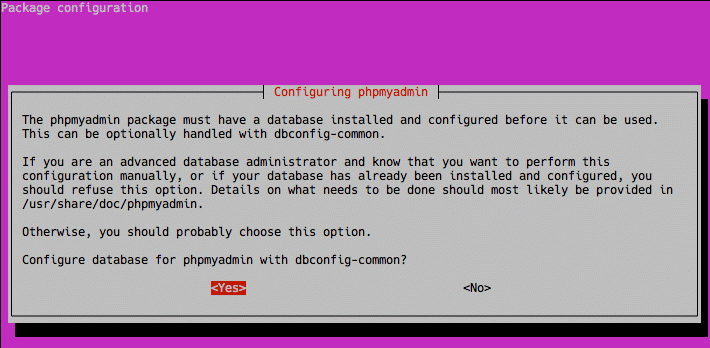 Package configuration
Configuring phpmyadmin
The phpmyadmin package must have a database installed and configured before it can be used.
This can be optionally handled with dbconfig-common.
If you are an advanced database administrator and know that you want to perform this
configuration manually, or if your database has already been installed and configured, you
should refuse this option. Details on what needs to be done should most likely be provided in
/usr/share/doc/phpmyadmin.
Otherwise, you should probably choose this option.
Configure database for phpmyadmin with dbconfig-common?
<Yes> <No>